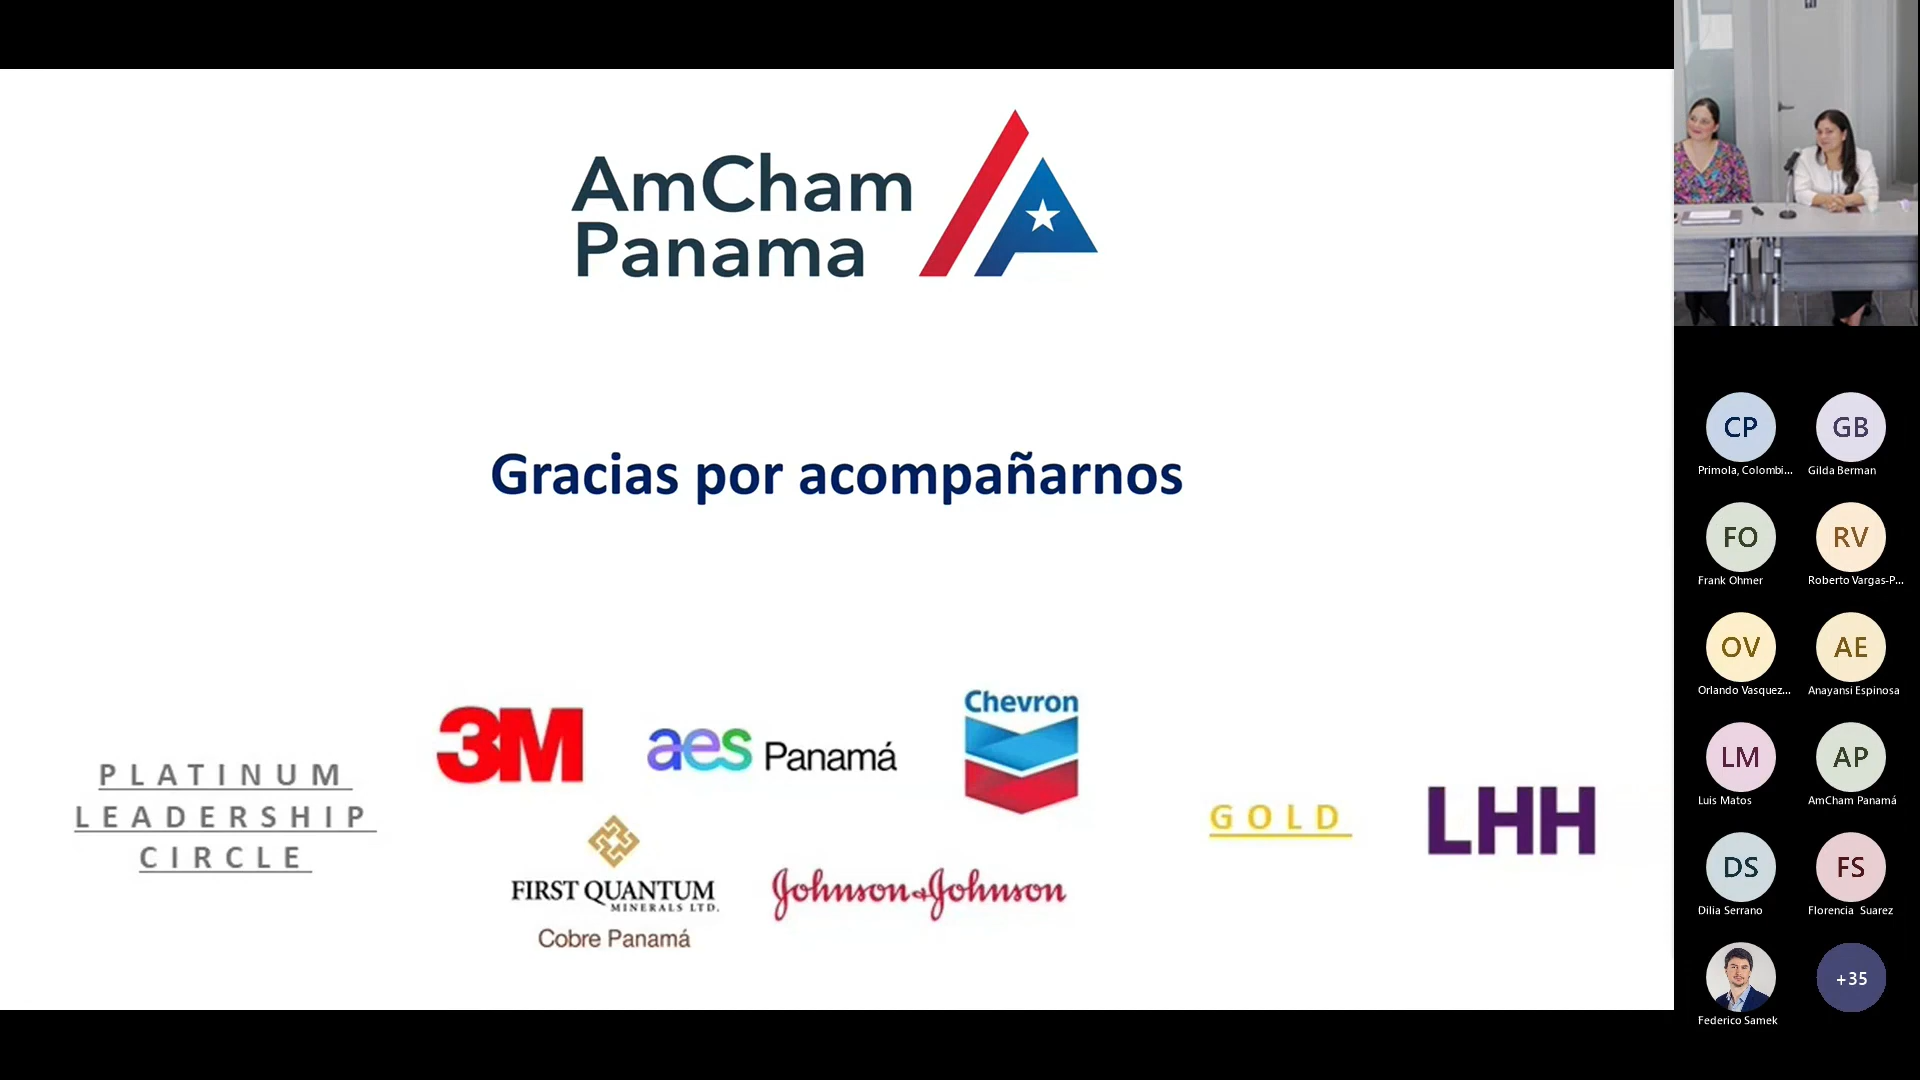 AmCham
Panama
Gracias por acompañarnos
PLATINUM
LEADERSHIP
CIRCLE
3M
aes Panamá
Chevron
FIRST QUANTUM
MINERALS LTD.
Cobre Panamá
Johnson & Johnson
GOLD
LHH
CP
GB
Primola, Colombi...
Gilda Berman
FO
RV
Frank Ohmer
Roberto Vargas-P...
OV
AE
Orlando Vasquez...
Anayansi Espinosa
LM
AP
Luis Matos
AmCham Panamá
DS
FS
Dilia Serrano
Florencia Suarez
+35
Federico Samek